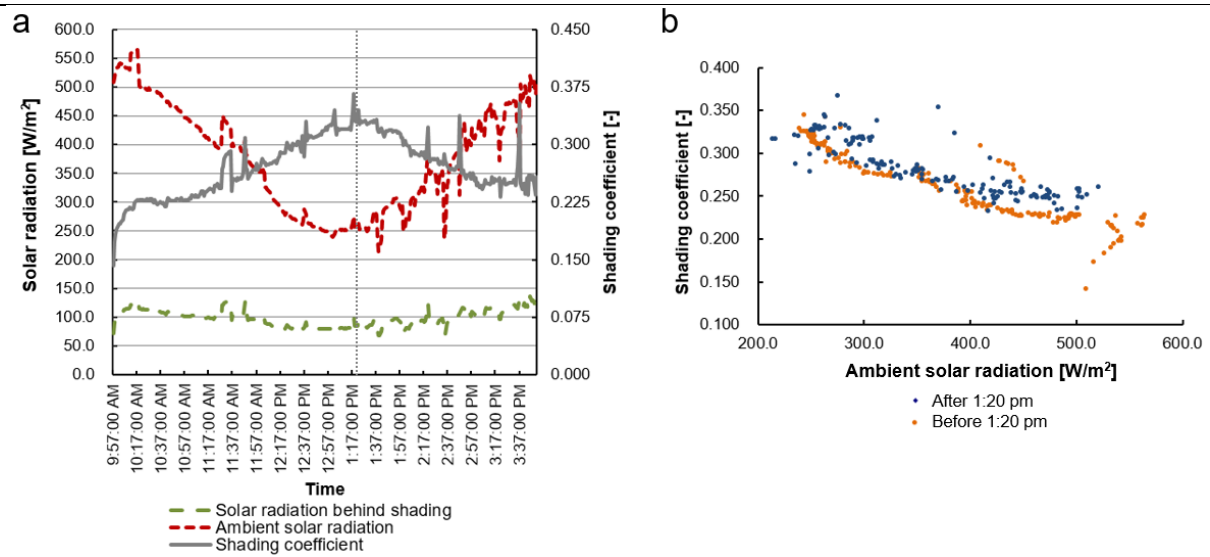 a
600.0
550.0
500.0
450.0
400.0
350.0
300.0
250.0
200.0
150.0
100.0
50.0
0.0
Solar radiation [W/m²]
0.450
0.375
0.300
0.225
0.150
0.075
0.000
Shading coefficient [-]
9:57:00 AM
10:17:00 AM
10:37:00 AM
10:57:00 AM
11:17:00 AM
11:37:00 AM
11:57:00 AM
12:17:00 PM
12:37:00 PM
12:57:00 PM
1:17:00 PM
1:37:00 PM
1:57:00 PM
2:17:00 PM
2:37:00 PM
2:57:00 PM
3:17:00 PM
3:37:00 PM
Time
Solar radiation behind shading
Ambient solar radiation
Shading coefficient
b
0.400
0.350
0.300
0.250
0.200
0.150
0.100
Shading coefficient [-]
200.0 300.0 400.0 500.0 600.0
Ambient solar radiation [W/m²]
After 1:20 pm
Before 1:20 pm